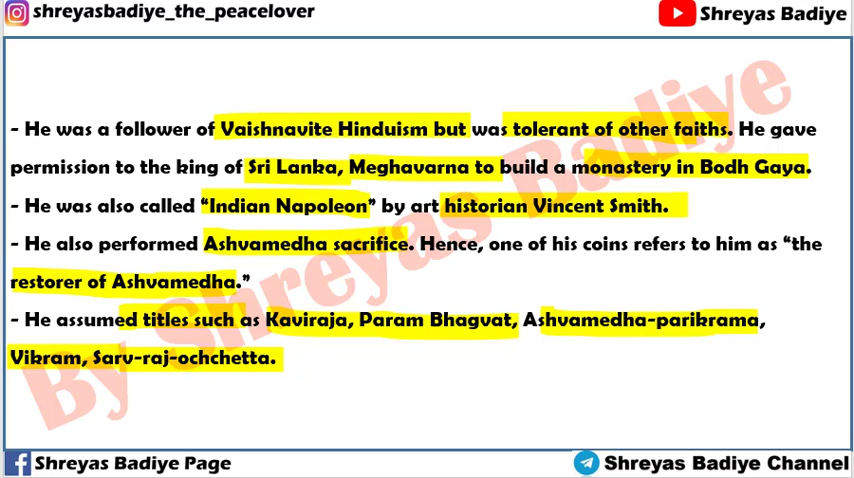 shreyasbadiye_the_peacelover
Shreyas Badiye
- He was a follower of Vaishnavite Hinduism but was tolerant of other faiths. He gave
permission to the king of Sri Lanka, Meghavarna to build a monastery in Bodh Gaya.
- He was also called “Indian Napoleon” by art historian Vincent Smith.
- He also performed Ashvamedha sacrifice. Hence, one of his coins refers to him as “the
restorer of Ashvamedha.”
- He assumed titles such as Kaviraja, Param Bhagvat, Ashvamedha-parikrama,
Vikram, Sarv-raj-ochchetta.
By Shreyas Badiye
Shreyas Badiye Page
Shreyas Badiye Channel